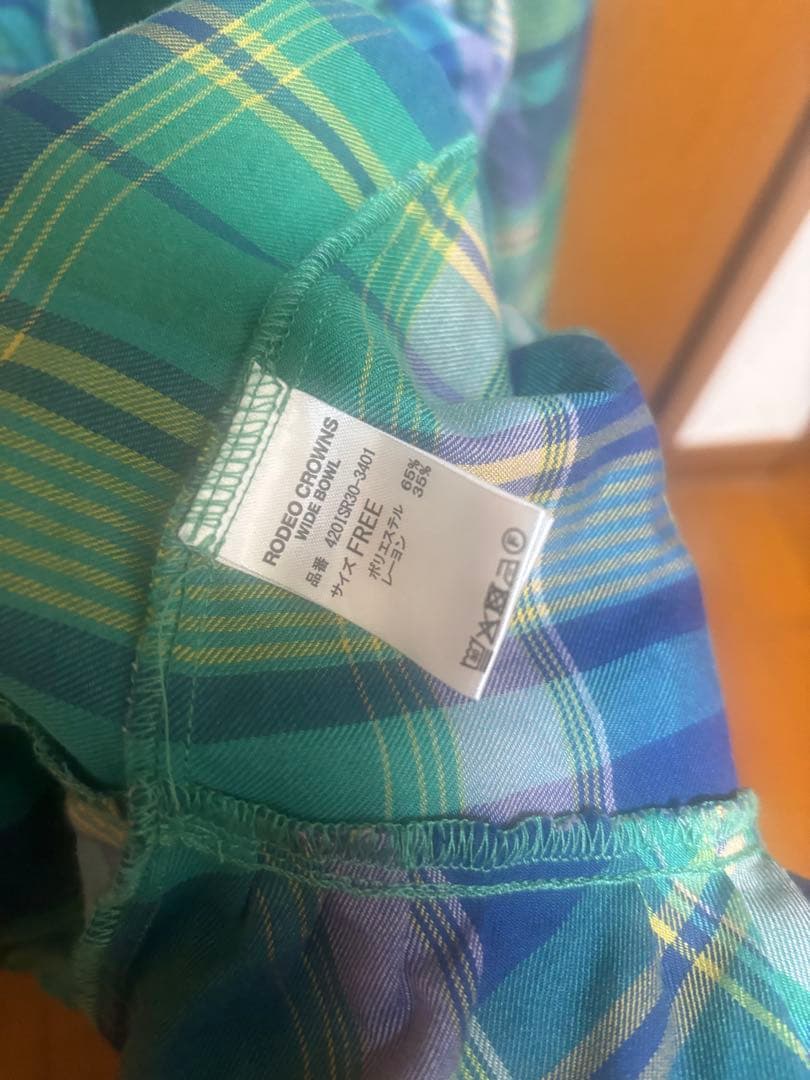 RODEO CROWNS
WIDE BOWL
品番 420ISR30-3401
サイズ FREE
ポリエステル 65%
レーヨン 35%